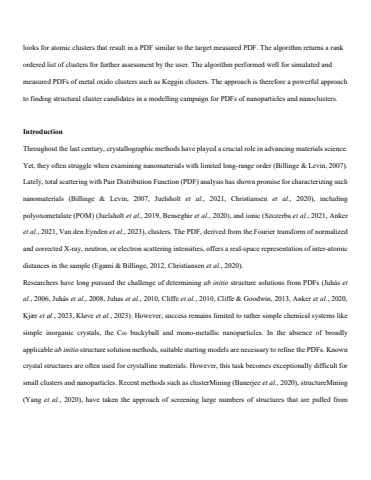 looks for atomic clusters that result in a PDF similar to the target measured PDF. The algorithm returns a rank
ordered list of clusters for further assessment by the user. The algorithm performed well for simulated and
measured PDFs of metal oxido clusters such as Keggin clusters. The approach is therefore a powerful approach
to finding structural cluster candidates in a modelling campaign for PDFs of nanoparticles and nanoclusters.
Introduction
Throughout the last century, crystallographic methods have played a crucial role in advancing materials science.
Yet, they often struggle when examining nanomaterials with limited long-range order (Billinge & Levin, 2007).
Lately, total scattering with Pair Distribution Function (PDF) analysis has shown promise for characterizing such
nanomaterials (Billinge & Levin, 2007, Juelsholt et al., 2021, Christiansen et al., 2020), including
polyoxometalate (POM) (Juelsholt et al., 2019, Bertseghir et al., 2020), and ionic (Szczerba et al., 2021, Anker
et al., 2021, Van den Eynden et al., 2023), clusters. The PDF, derived from the Fourier transform of normalized
and corrected X-ray, neutron, or electron scattering intensities, offers a real-space representation of inter-atomic
distances in the sample (Egami & Billinge, 2012, Christiansen et al., 2020).
Researchers have long pursued the challenge of determining ab initio structure solutions from PDFs (Juhás et
al., 2006, Juhás et al., 2008, Juhas et al., 2010, Cliffe et al., 2010, Cliffe & Goodwin, 2013, Anker et al., 2020,
Kjær et al., 2023, Kløve et al., 2023). However, success remains limited to rather simple chemical systems like
simple inorganic crystals, the C₆₀ buckyball and mono-metallic nanoparticles. In the absence of broadly
applicable ab initio structure solution methods, suitable starting models are necessary to refine the PDFs. Known
crystal structures are often used for crystalline materials. However, this task becomes exceptionally difficult for
small clusters and nanoparticles. Recent methods such as clusterMining (Banerjee et al., 2020), structureMining
(Yang et al., 2020), have taken the approach of screening large numbers of structures that are pulled from